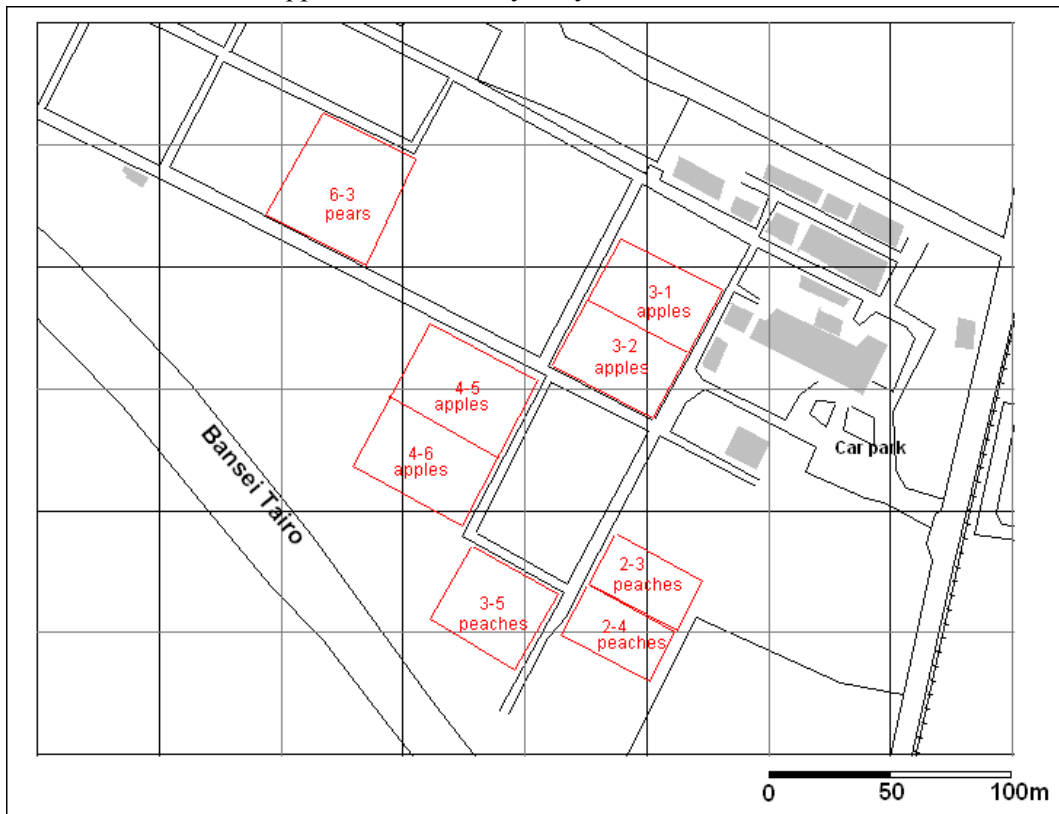 6-3
pears
3-1
apples
3-2
apples
4-5
apples
4-6
apples
Car park
Bansei Tairo
2-3
peaches
3-5
peaches
2-4
peaches
0 50 100m